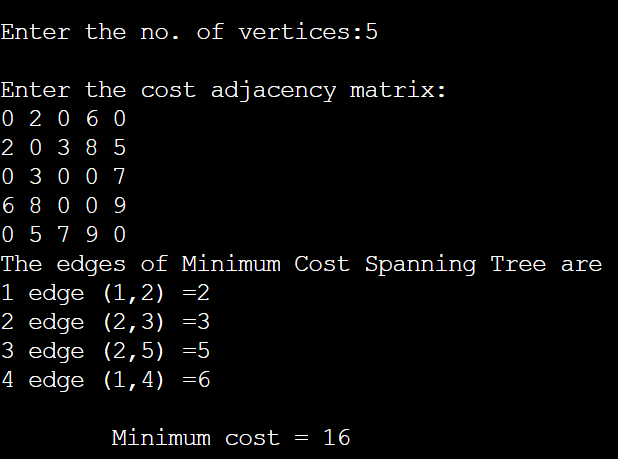 Enter the no. of vertices:5
Enter the cost adjacency matrix:
0 2 0 6 0
2 0 3 8 5
0 3 0 0 7
6 8 0 0 9
0 5 7 9 0
The edges of Minimum Cost Spanning Tree are
1 edge (1,2) =2
2 edge (2,3) =3
3 edge (2,5) =5
4 edge (1,4) =6
Minimum cost = 16